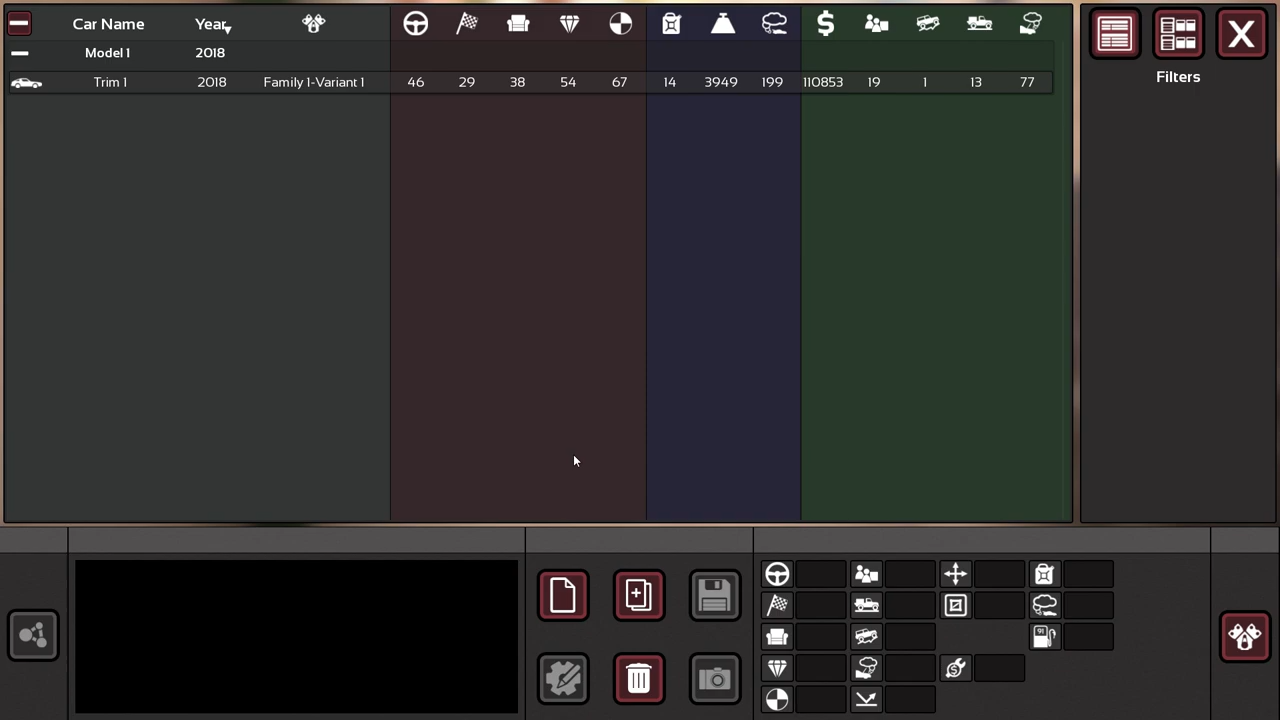 Car Name Year $ X
Model 1 2018
Filters
Trim 1 2018 Family 1-Variant 1 46 29 38 54 67 14 3949 199 110853 19 1 13 77